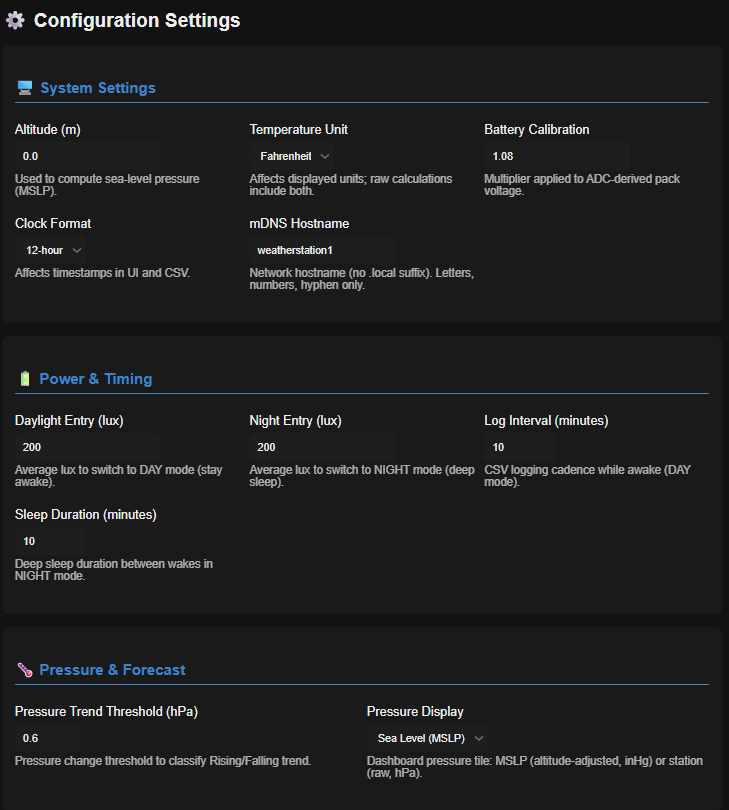 Configuration Settings
System Settings
Altitude (m)
0.0
Used to compute sea-level pressure
(MSLP).
Temperature Unit
Fahrenheit
Affects displayed units; raw calculations
include both.
Battery Calibration
1.08
Multiplier applied to ADC-derived pack
voltage.
Clock Format
12-hour
Affects timestamps in UI and CSV.
mDNS Hostname
weatherstation1
Network hostname (no .local suffix). Letters,
numbers, hyphen only.
Power & Timing
Daylight Entry (lux)
200
Average lux to switch to DAY mode (stay
awake).
Night Entry (lux)
200
Average lux to switch to NIGHT mode (deep
sleep).
Log Interval (minutes)
10
CSV logging cadence while awake (DAY
mode).
Sleep Duration (minutes)
10
Deep sleep duration between wakes in
NIGHT mode.
Pressure & Forecast
Pressure Trend Threshold (hPa)
0.6
Pressure change threshold to classify Rising/Falling trend.
Pressure Display
Sea Level (MSLP)
Dashboard pressure tile: MSLP (altitude-adjusted, inHg) or station
(raw, hPa).